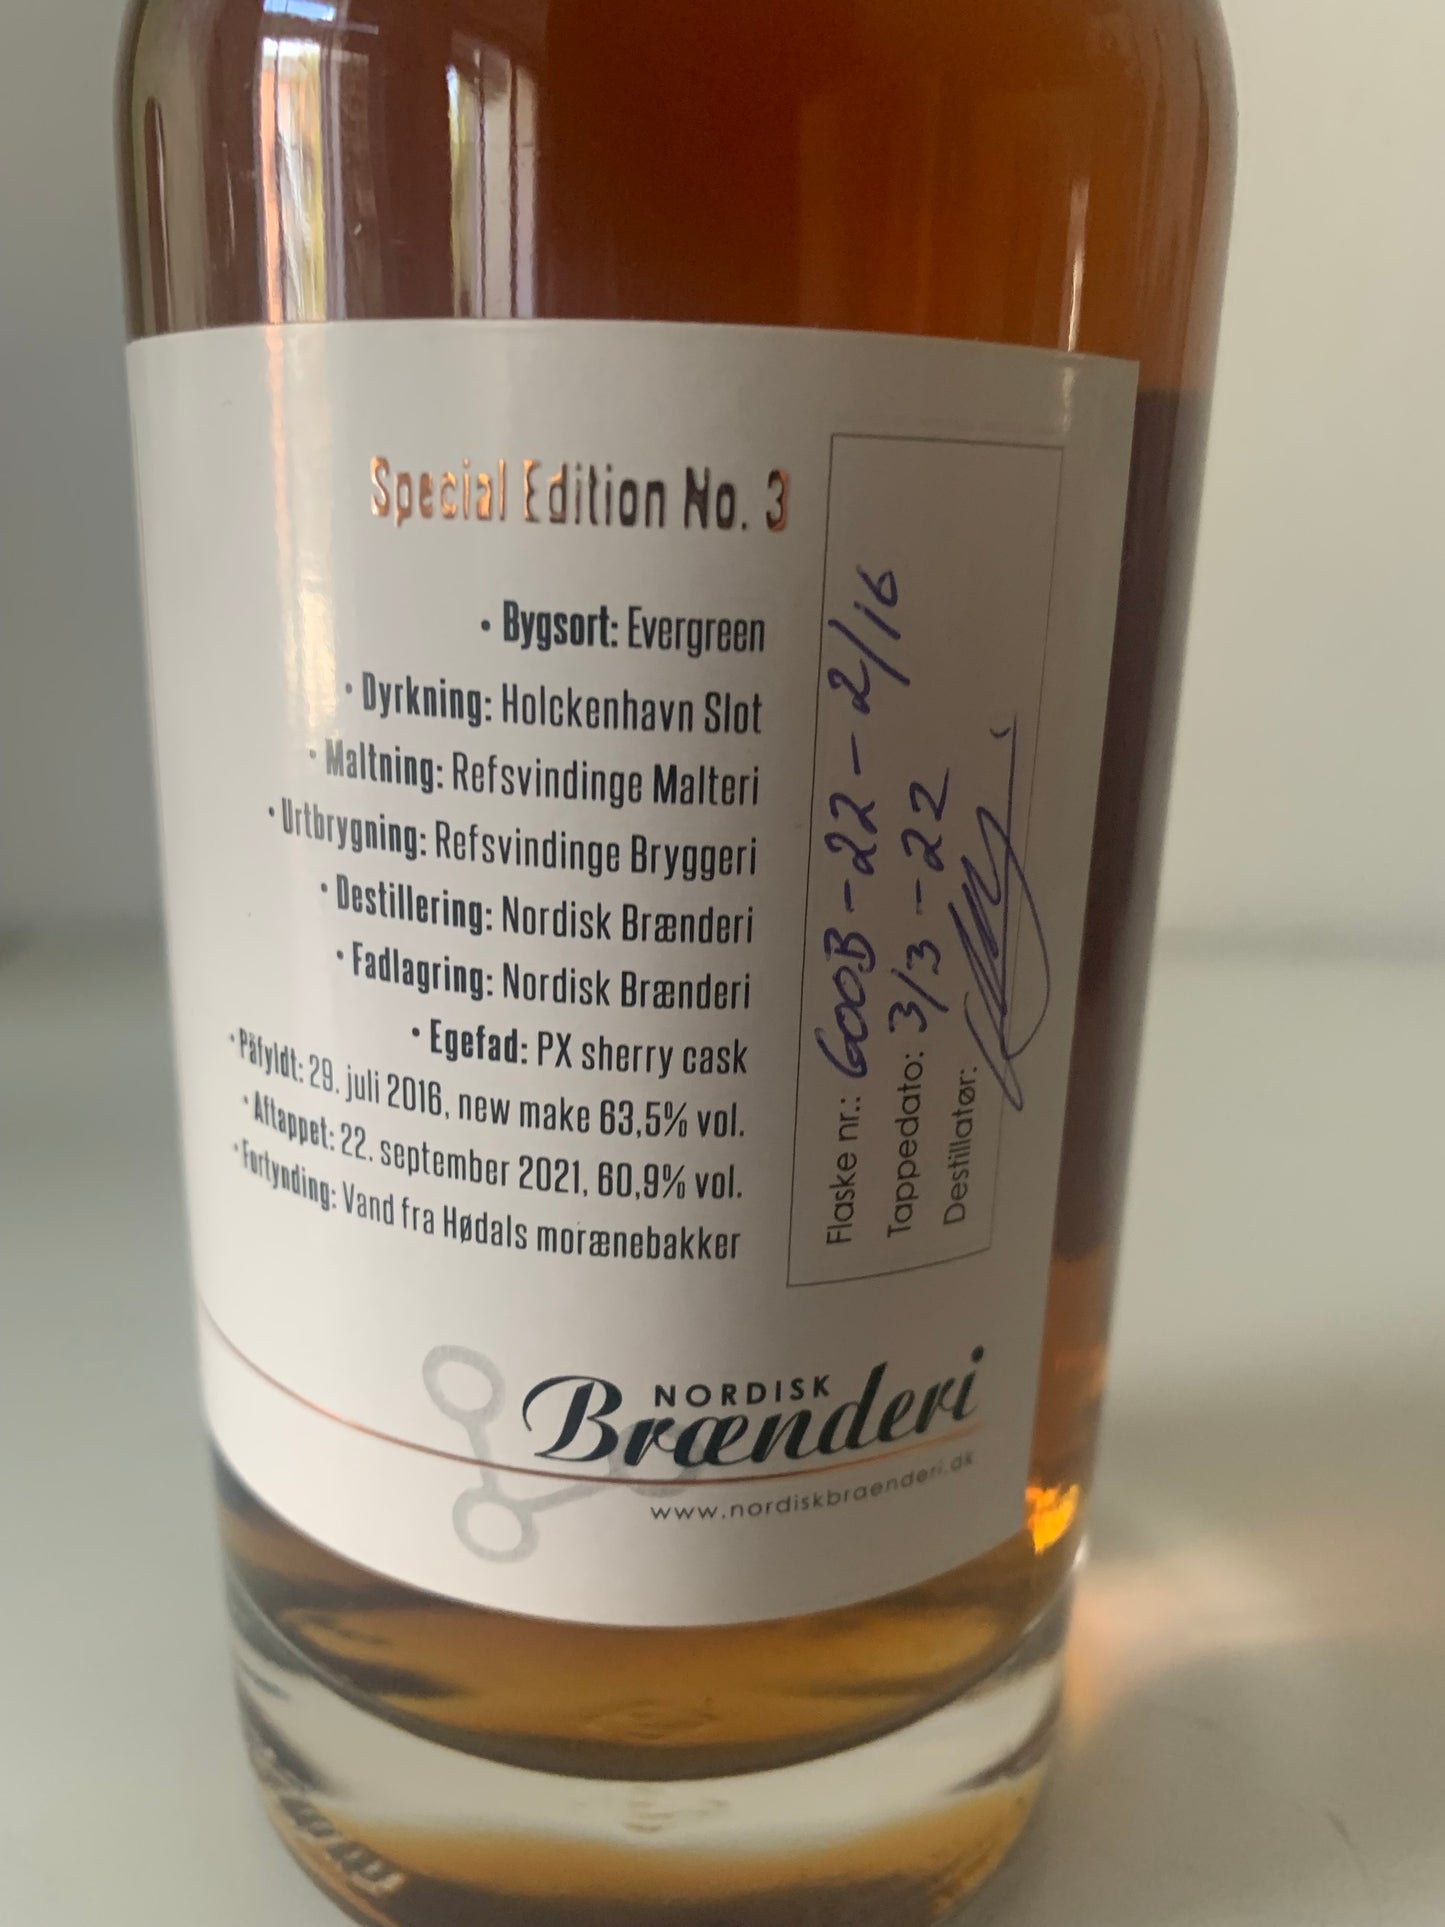 Special Edition No. 3
• Bygsort: Evergreen
• Dyrkning: Holckenhavn Slot
• Maltning: Refsvindinge Malteri
• Urtbrygning: Refsvindinge Bryggeri
• Destillering: Nordisk Brænderi
• Fadlagring: Nordisk Brænderi
• Egefad: PX sherry cask
• Påfyldt: 29. juli 2016, new make 63,5% vol.
• Aftappet: 22. september 2021, 60,9% vol.
• Fortynding: Vand fra Hødals morænebakker
Flaske nr.: GOOB-22-2/16
Tappedato: 3/3-22
Destillatør:
NORDISK
Brænderi
www.nordiskbraenderi.dk